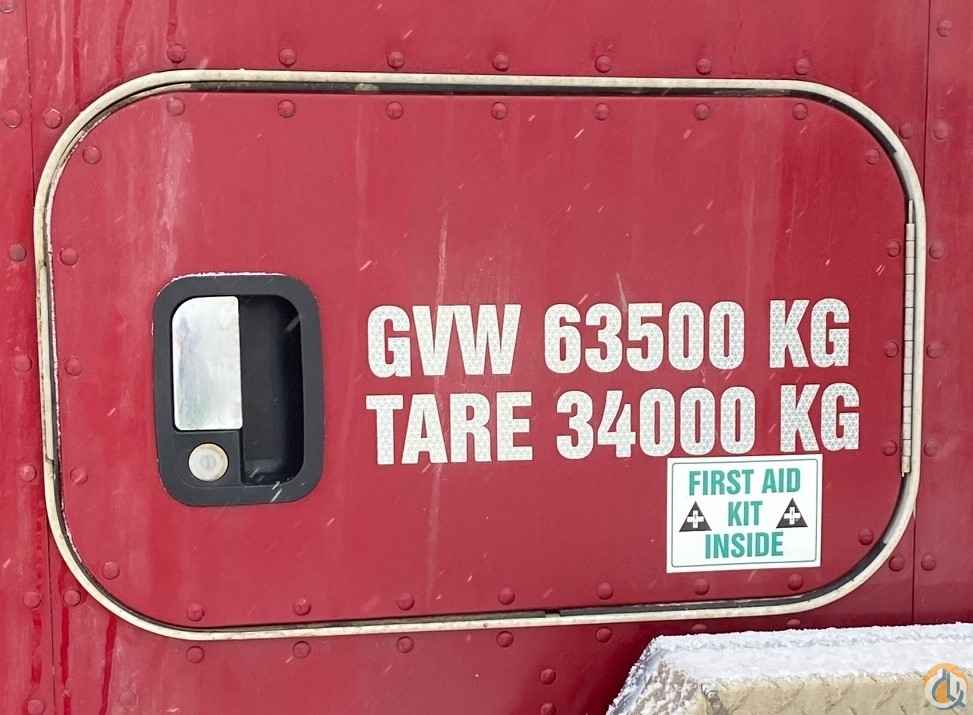 GVW 63500 KG
TARE 34000 KG
FIRST AID
KIT
INSIDE